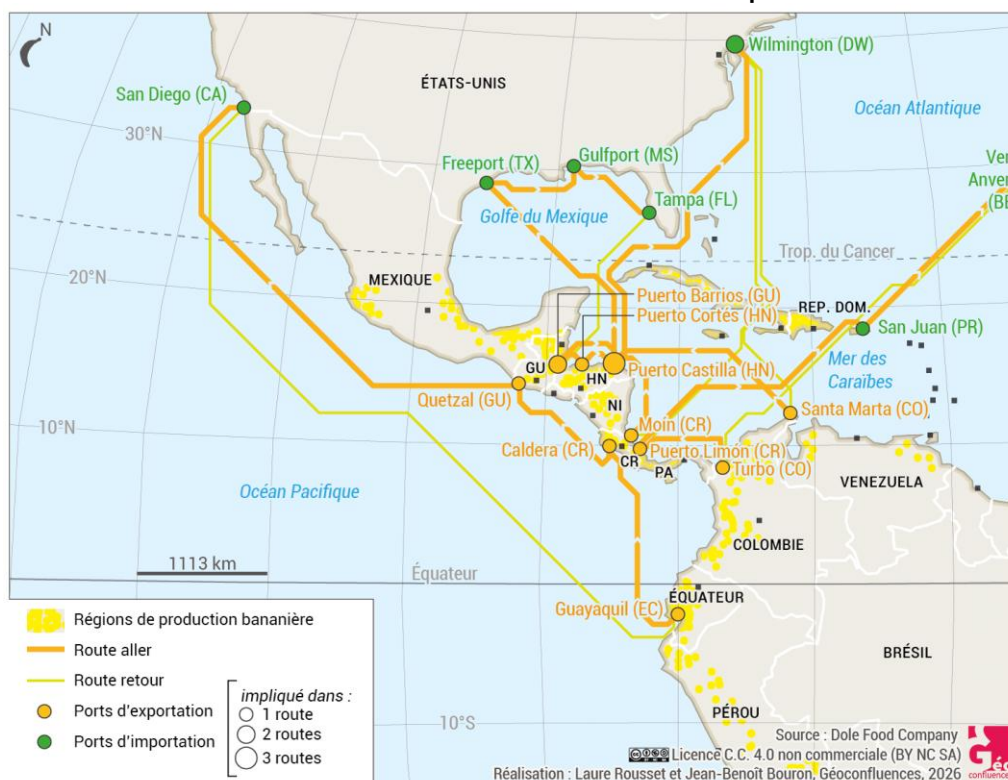 N
Wilmington (DW)
ÉTATS-UNIS
San Diego (CA)
Océan Atlantique
30°N
Freeport (TX)
Gulfport (MS)
Ver
Anver
(BE
Tampa (FL)
Golfe du Mexique
Trop. du Cancer
20°N
MEXIQUE
Puerto Barrios (GU)
Puerto Cortés (HN)
REP. DOM.
San Juan (PR)
Mer des
Caraïbes
GU
HN
Puerto Castilla (HN)
Quetzal (GU)
NI
Santa Marta (CO)
10°N
Moín (CR)
Caldera (CR)
Puerto Limón (CR)
CR
PA
Turbo (CO)
VENEZUELA
Océan Pacifique
COLOMBIE
1113 km
Équateur
ÉQUATEUR
Guayaquil (EC)
BRÉSIL
PÉROU
10°S
Régions de production bananière
Route aller
Route retour
Ports d'exportation
Ports d'importation
impliqué dans :
1 route
2 routes
3 routes
Source : Dole Food Company
Licence C.C. 4.0 non commerciale (BY NC SA)
Réalisation : Laure Rousset et Jean-Benoît Bouron, Géoconfluences, 2026